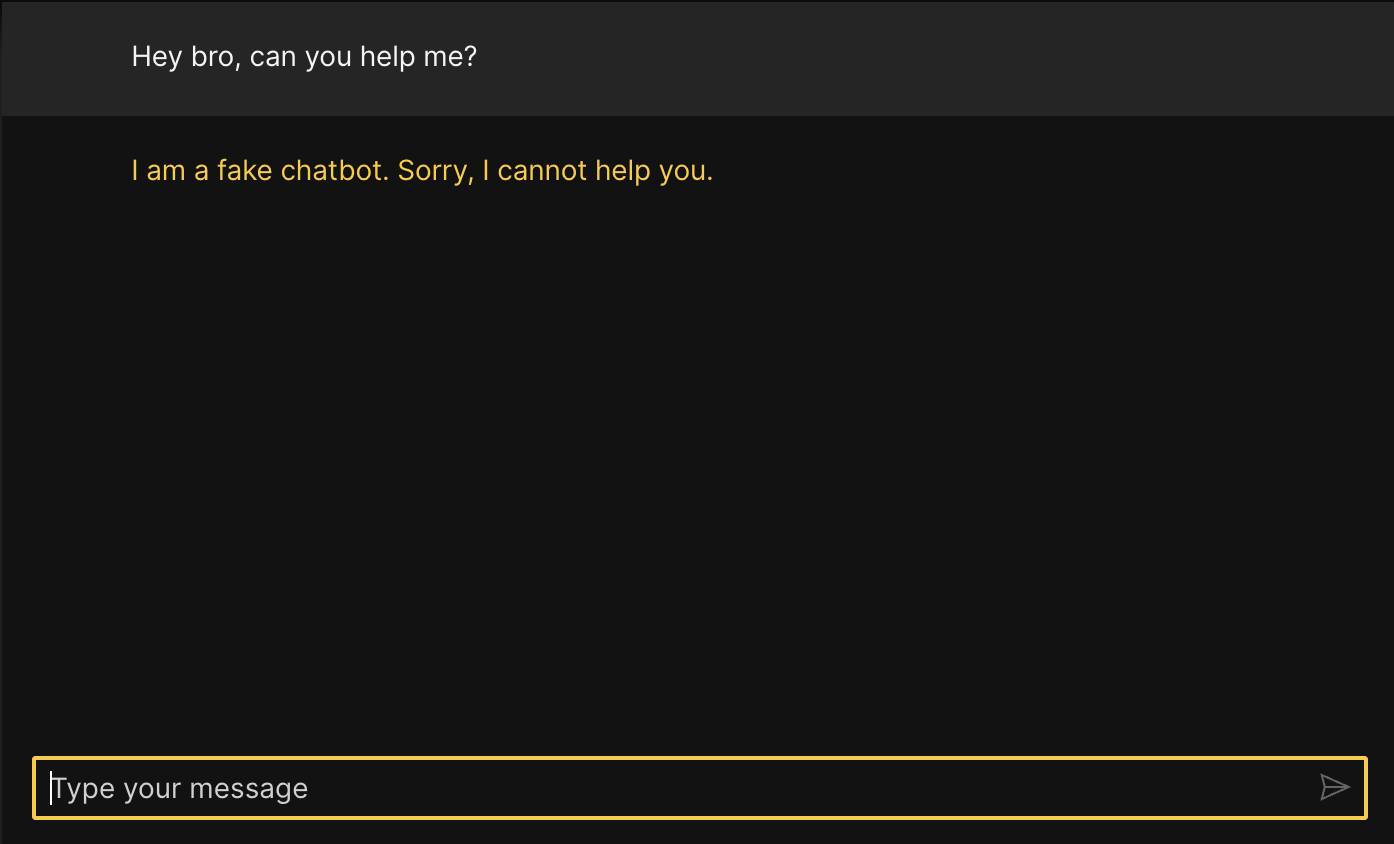 Hey bro, can you help me?
I am a fake chatbot. Sorry, I cannot help you.
Type your message